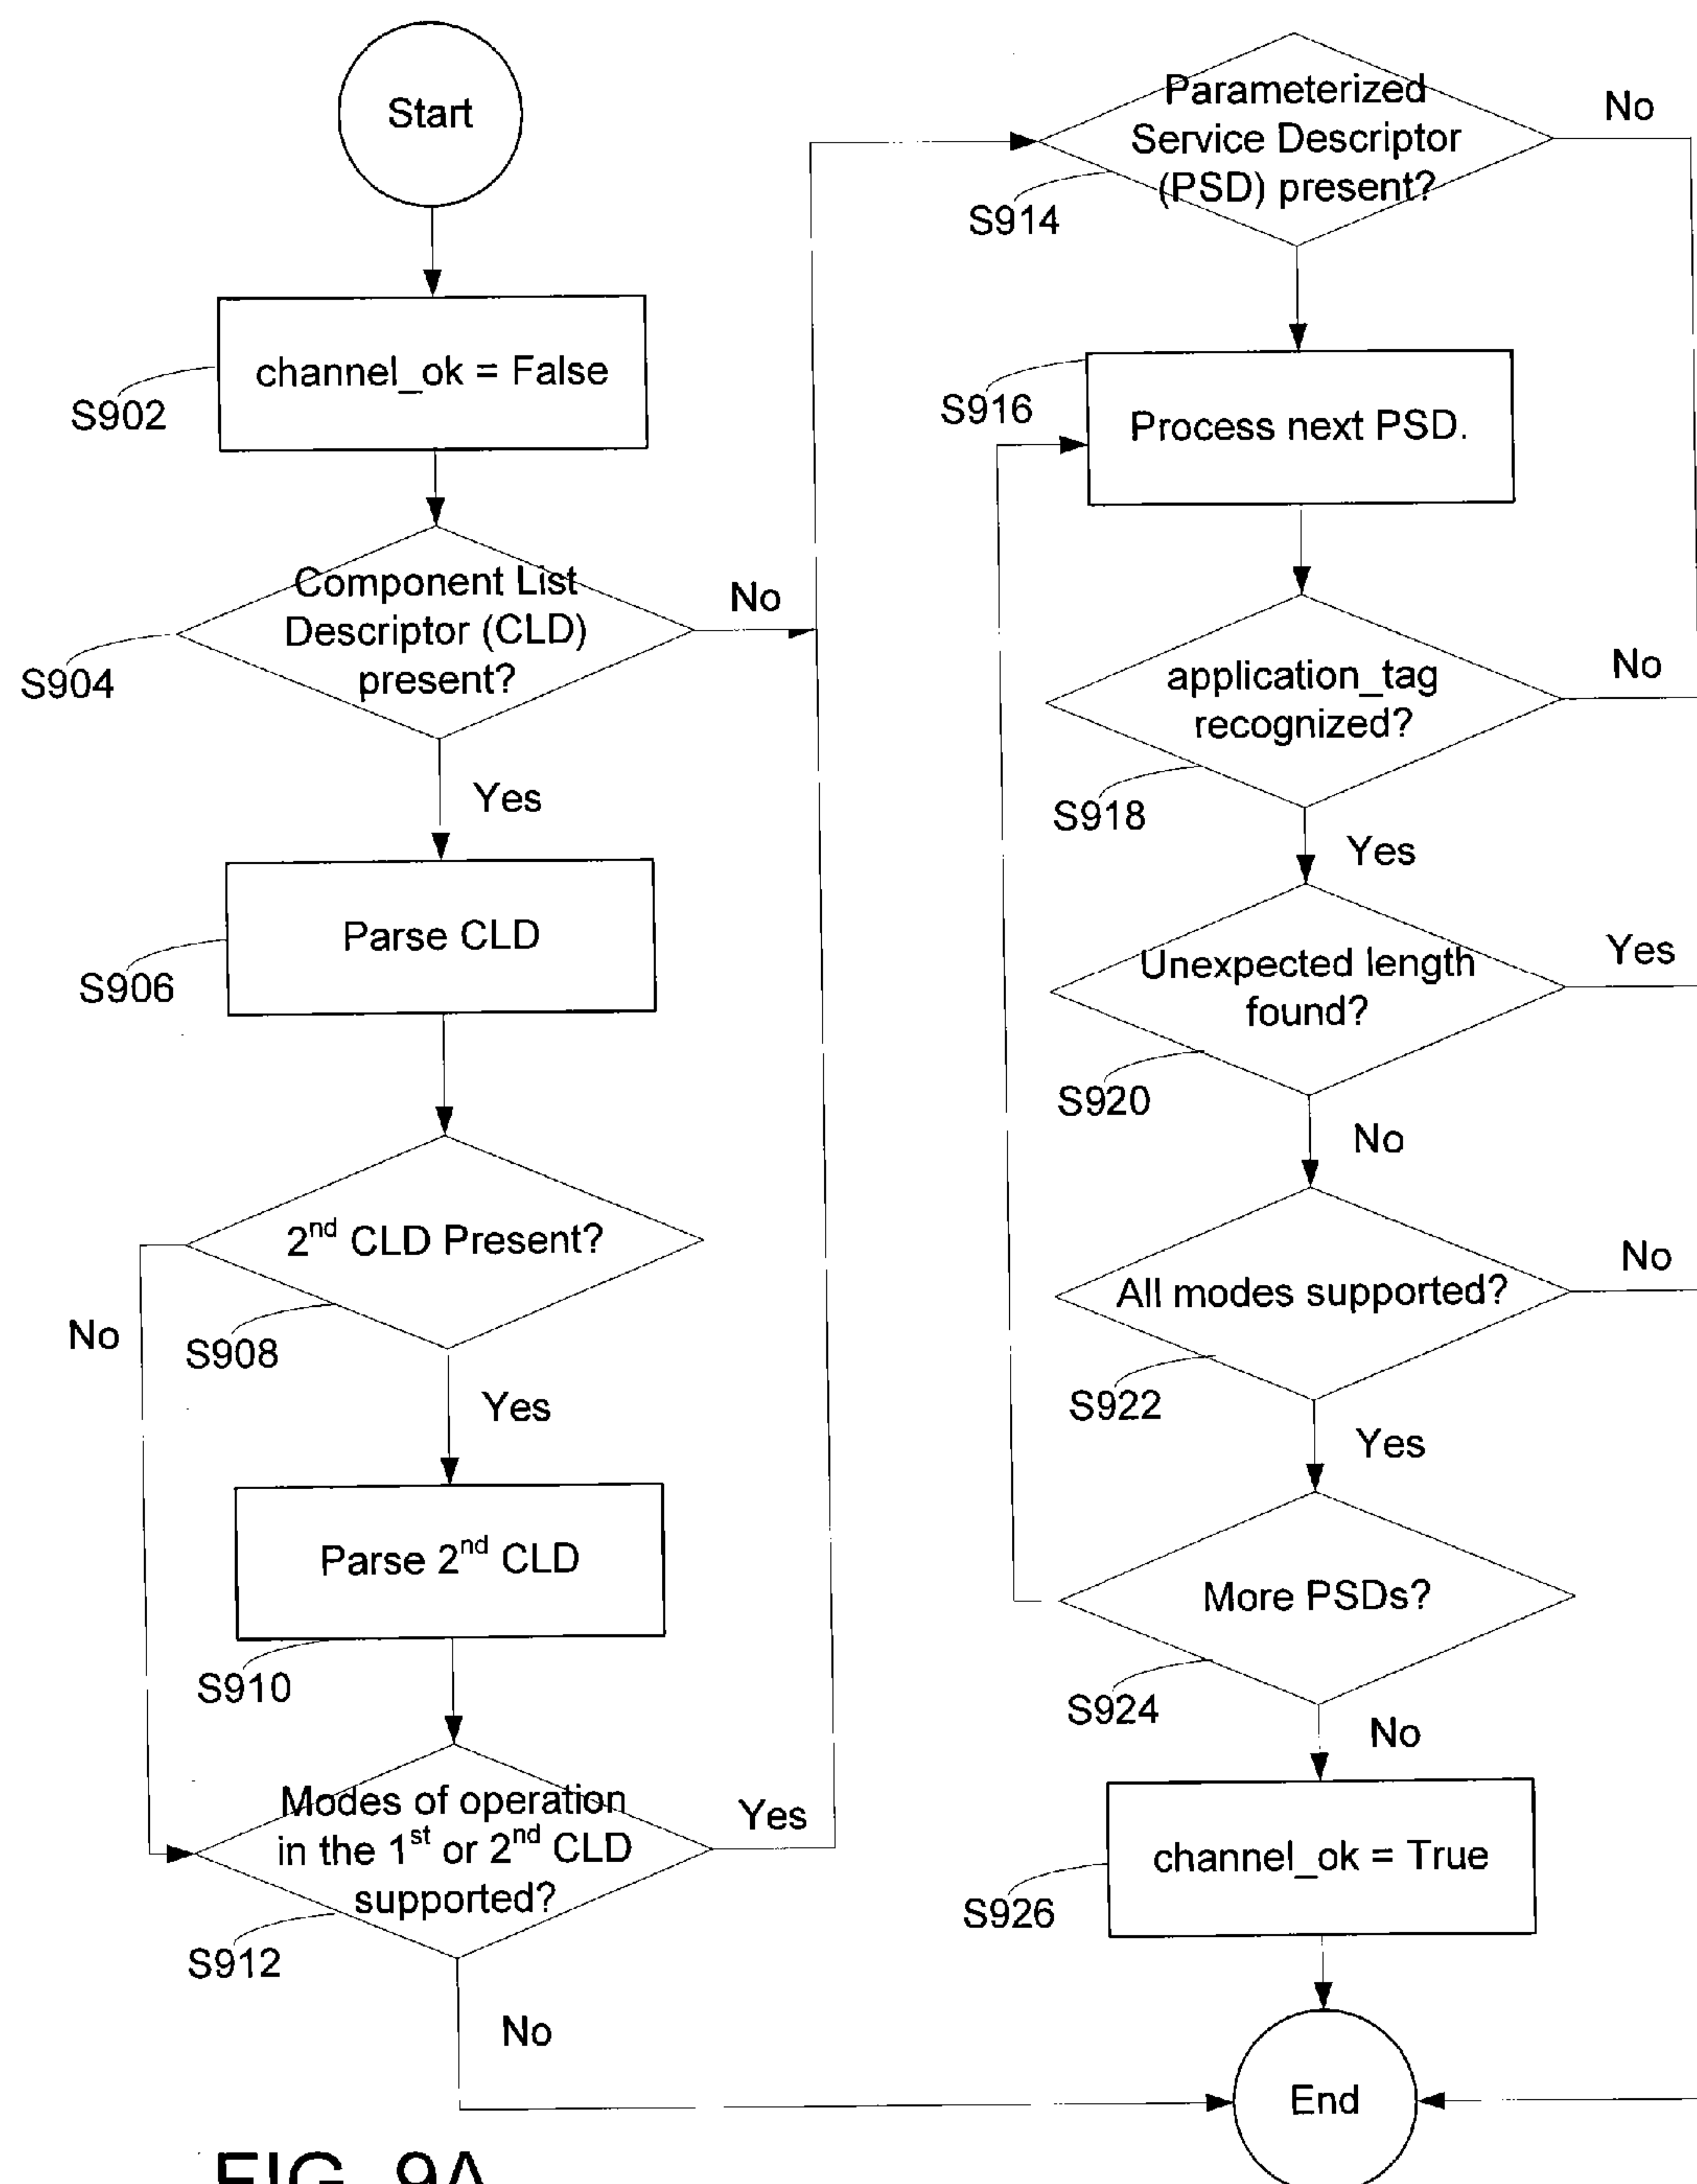 Start
channel_ok = False
S902
Component List
Descriptor (CLD)
present?
No
S904
Yes
Parse CLD
S906
2nd CLD Present?
No
S908
Yes
Parse 2nd CLD
S910
Modes of operation
in the 1st or 2nd CLD
supported?
Yes
S912
No
Parameterized
Service Descriptor
(PSD) present?
No
S914
Process next PSD.
S916
application_tag
recognized?
No
S918
Yes
Unexpected length
found?
Yes
S920
No
All modes supported?
No
S922
Yes
More PSDs?
S924
No
channel_ok = True
S926
End
FIG. 9A